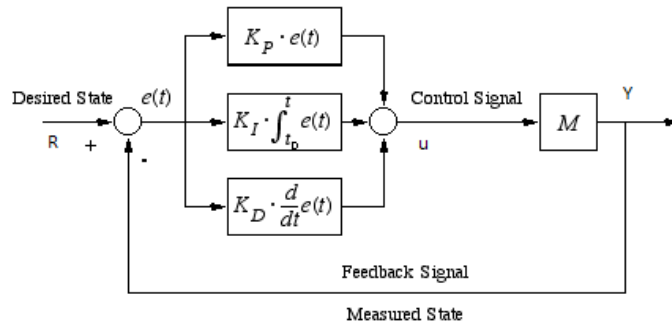 K_P · e(t)
Desired State
e(t)
R
+
-
K_I · ∫_{t_0}^{t} e(t)
K_D · d/dt e(t)
Control Signal
u
M
Y
Feedback Signal
Measured State